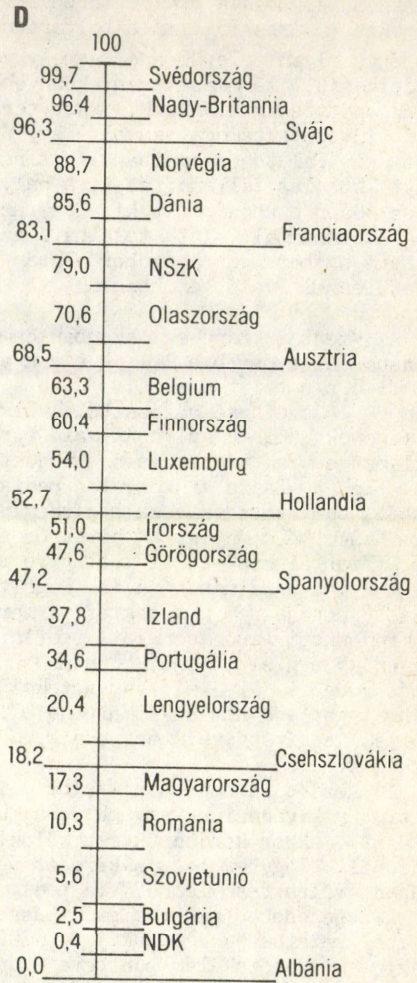 D
100
99,7 Svédország
96,4 Nagy-Britannia
96,3 Svájc
88,7 Norvégia
85,6 Dánia
83,1 Franciaország
79,0 NSzK
70,6 Olaszország
68,5 Ausztria
63,3 Belgium
60,4 Finnország
54,0 Luxemburg
52,7 Hollandia
51,0 Írország
47,6 Görögország
47,2 Spanyolország
37,8 Izland
34,6 Portugália
20,4 Lengyelország
18,2 Csehszlovákia
17,3 Magyarország
10,3 Románia
5,6 Szovjetunió
2,5 Bulgária
0,4 NDK
0,0 Albánia